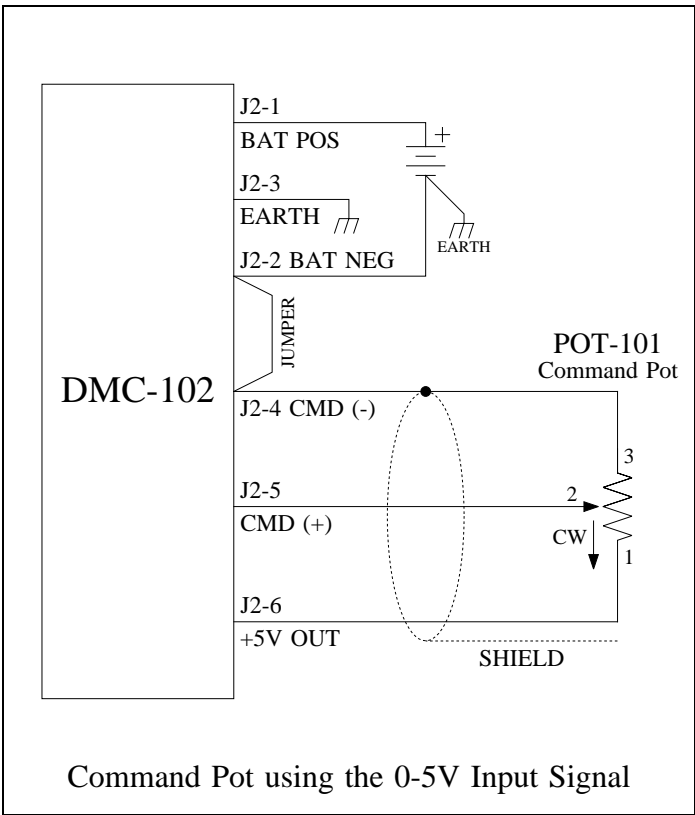 J2-1
BAT POS
+
J2-3
EARTH
EARTH
J2-2 BAT NEG
JUMPER
DMC-102
POT-101
Command Pot
J2-4 CMD (-)
3
J2-5
2
CMD (+)
CW
1
J2-6
+5V OUT
SHIELD
Command Pot using the 0-5V Input Signal